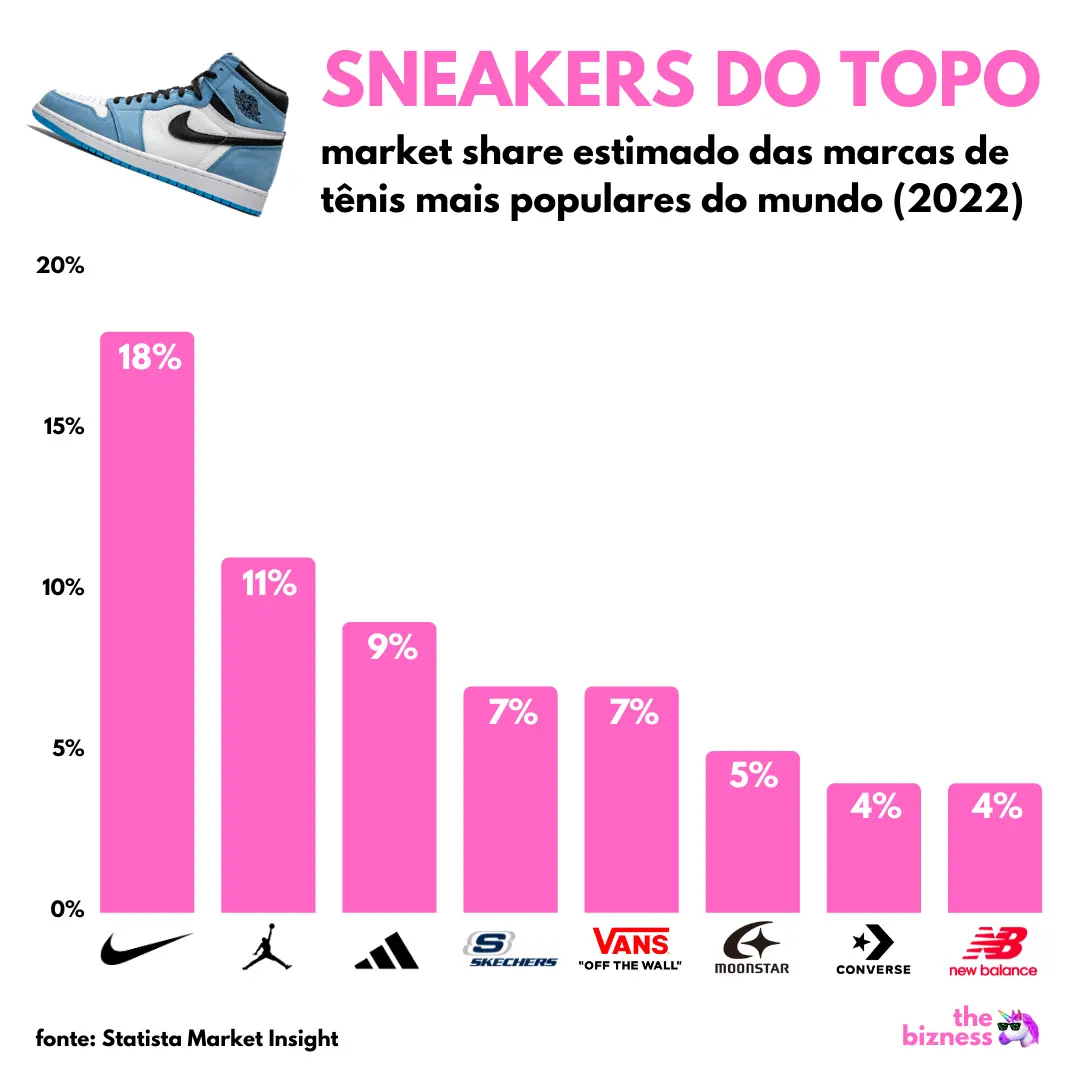 SNEAKERS DO TOPO
market share estimado das marcas de
tênis mais populares do mundo (2022)
20%
15%
10%
5%
0%
18%
11%
9%
7%
7%
5%
4%
4%
SKECHERS
VANS
"OFF THE WALL"
MOONSTAR
CONVERSE
NB
new balance
fonte: Statista Market Insight
the
bizness